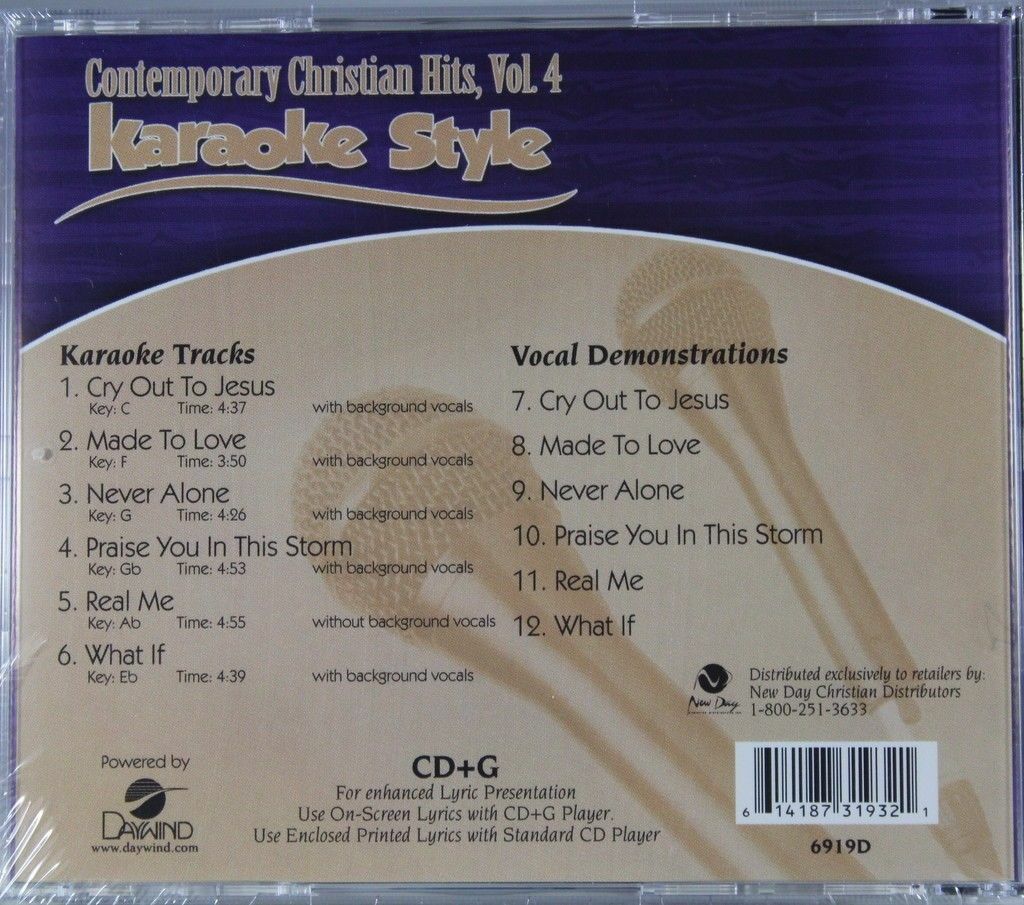 Contemporary Christian Hits, Vol. 4
Karaoke Style
Karaoke Tracks
1. Cry Out To Jesus
Key: C Time: 4:37 with background vocals
2. Made To Love
Key: F Time: 3:50 with background vocals
3. Never Alone
Key: G Time: 4:26 with background vocals
4. Praise You In This Storm
Key: Gb Time: 4:53 with background vocals
5. Real Me
Key: Ab Time: 4:55 without background vocals
6. What If
Key: Eb Time: 4:39 with background vocals
Vocal Demonstrations
7. Cry Out To Jesus
8. Made To Love
9. Never Alone
10. Praise You In This Storm
11. Real Me
12. What If
New Day
Distributed exclusively to retailers by:
New Day Christian Distributors
1-800-251-3633
Powered by
DAYWIND
www.daywind.com
CD+G
For enhanced Lyric Presentation
Use On-Screen Lyrics with CD+G Player.
Use Enclosed Printed Lyrics with Standard CD Player
6 14187 31932 1
6919D